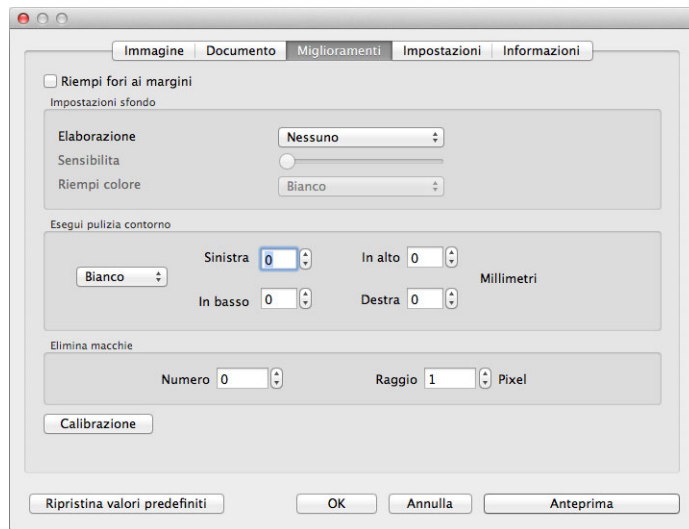 Immagine Documento Miglioramenti Impostazioni Informazioni
Riempi fori ai margini
Impostazioni sfondo
Elaborazione Nessuno
Sensibilita
Riempi colore Bianco
Esegui pulizia contorno
Sinistra 0 In alto 0
Bianco Millimetri
In basso 0 Destra 0
Elimina macchie
Numero 0 Raggio 1 Pixel
Calibrazione
Ripristina valori predefiniti OK Annulla Anteprima